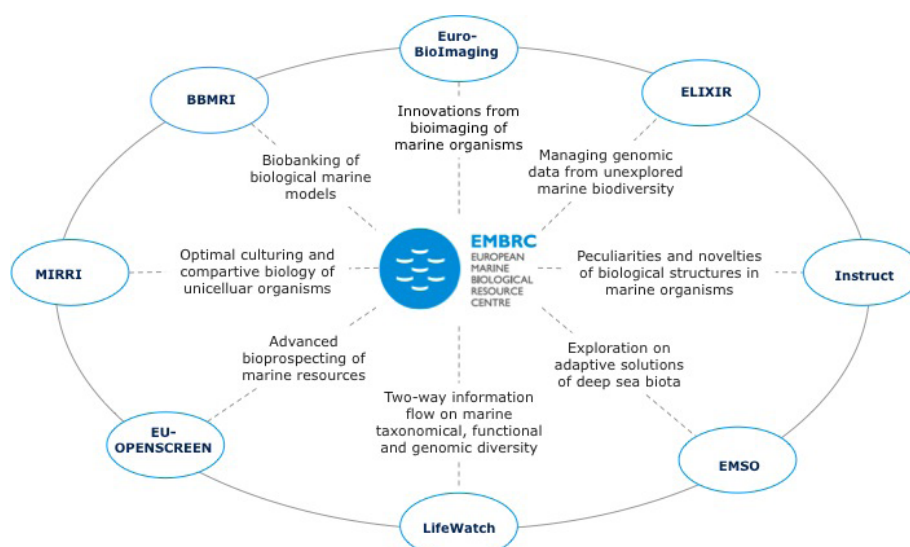 Euro-
BioImaging
BBMRI
ELIXIR
Innovations from
bioimaging of
marine organisms
Biobanking of
biological marine
models
Managing genomic
data from unexplored
marine biodiversity
EMBRC
EUROPEAN
MARINE
BIOLOGICAL
RESOURCE
CENTRE
MIRRI
Optimal culturing and
compartive biology of
unicelluar organisms
Peculiarities and novelties
of biological structures in
marine organisms
Instruct
Advanced
bioprospecting of
marine resources
Exploration on
adaptive solutions
of deep sea biota
Two-way information
flow on marine
taxonomical, functional
and genomic diversity
EU-
OPENSCREEN
EMSO
LifeWatch